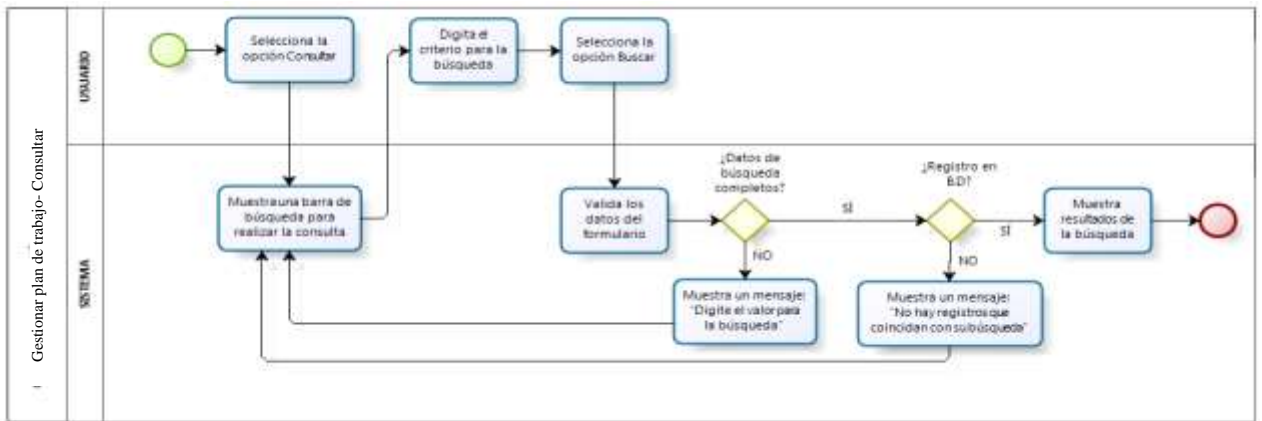 Gestionar plan de trabajo- Consultar
USUARIO
Selecciona la
opción Consultar
Digita el
criterio para la
búsqueda
Selecciona la
opción Buscar
SISTEMA
Muestra una barra de
búsqueda para
realizar la consulta
Valida los
datos del
formulario
¿Datos de
búsqueda
completos?
SÍ
NO
Muestra un mensaje:
"Digite el valor para
la búsqueda"
¿Registro en
B.D?
SÍ
NO
Muestra un mensaje:
"No hay registros que
coincidan con su búsqueda"
Muestra
resultados de
la búsqueda